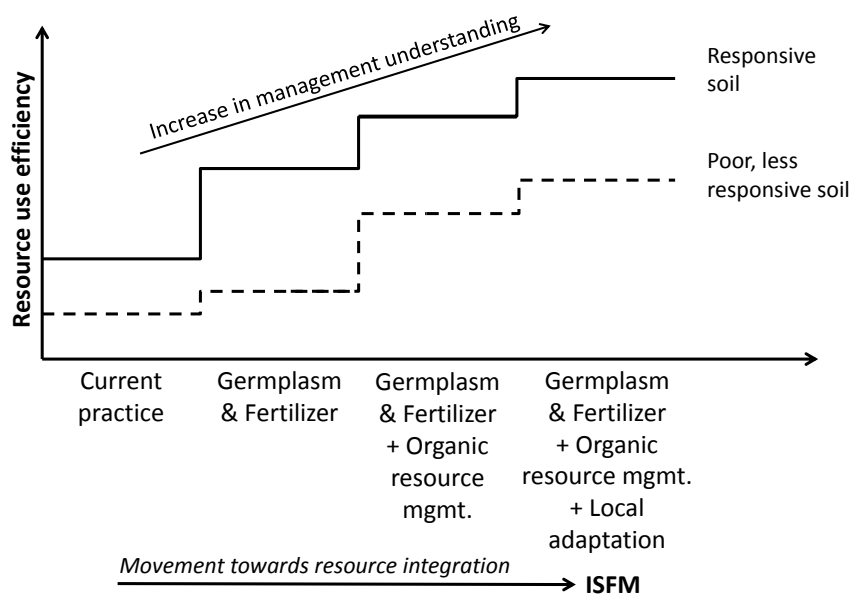 Increase in management understanding
Resource use efficiency
Responsive
soil
Poor, less
responsive soil
Current
practice
Germplasm
& Fertilizer
Germplasm
& Fertilizer
+ Organic
resource
mgmt.
Germplasm
& Fertilizer
+ Organic
resource mgmt.
+ Local
adaptation
Movement towards resource integration
ISFM